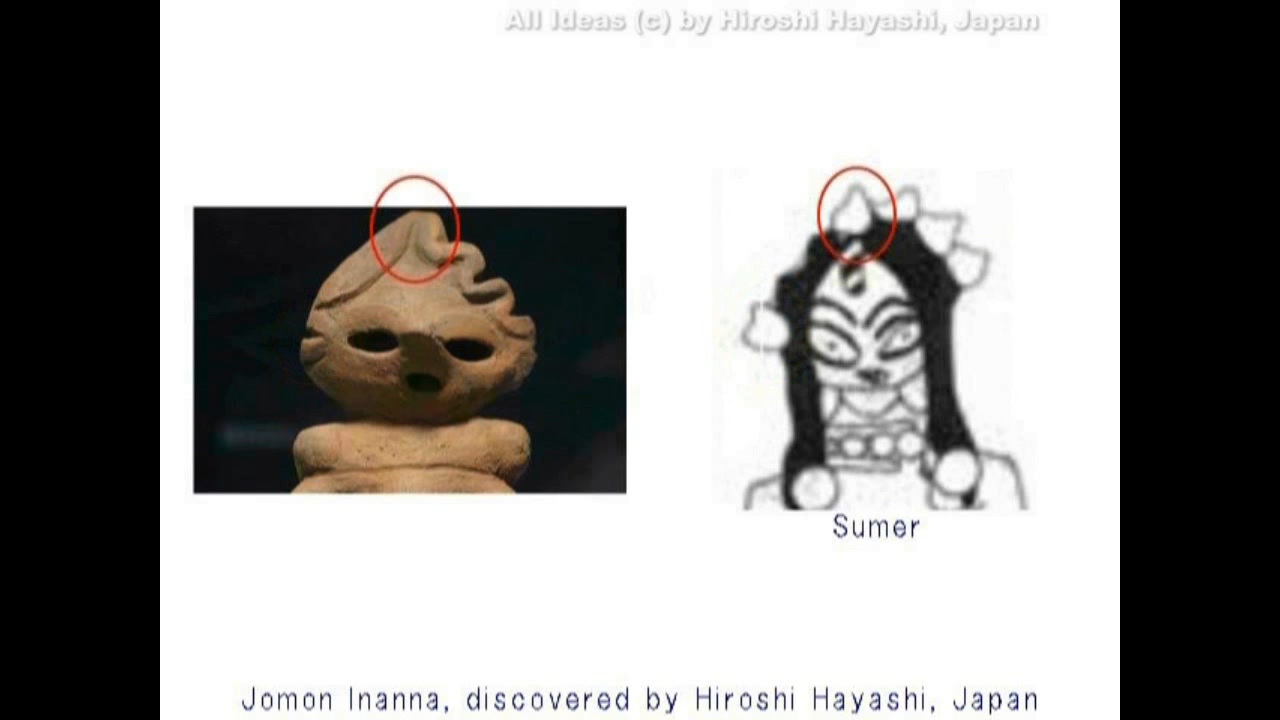 All Ideas (c) by Hiroshi Hayashi, Japan
Sumer
Jomon Inanna, discovered by Hiroshi Hayashi, Japan